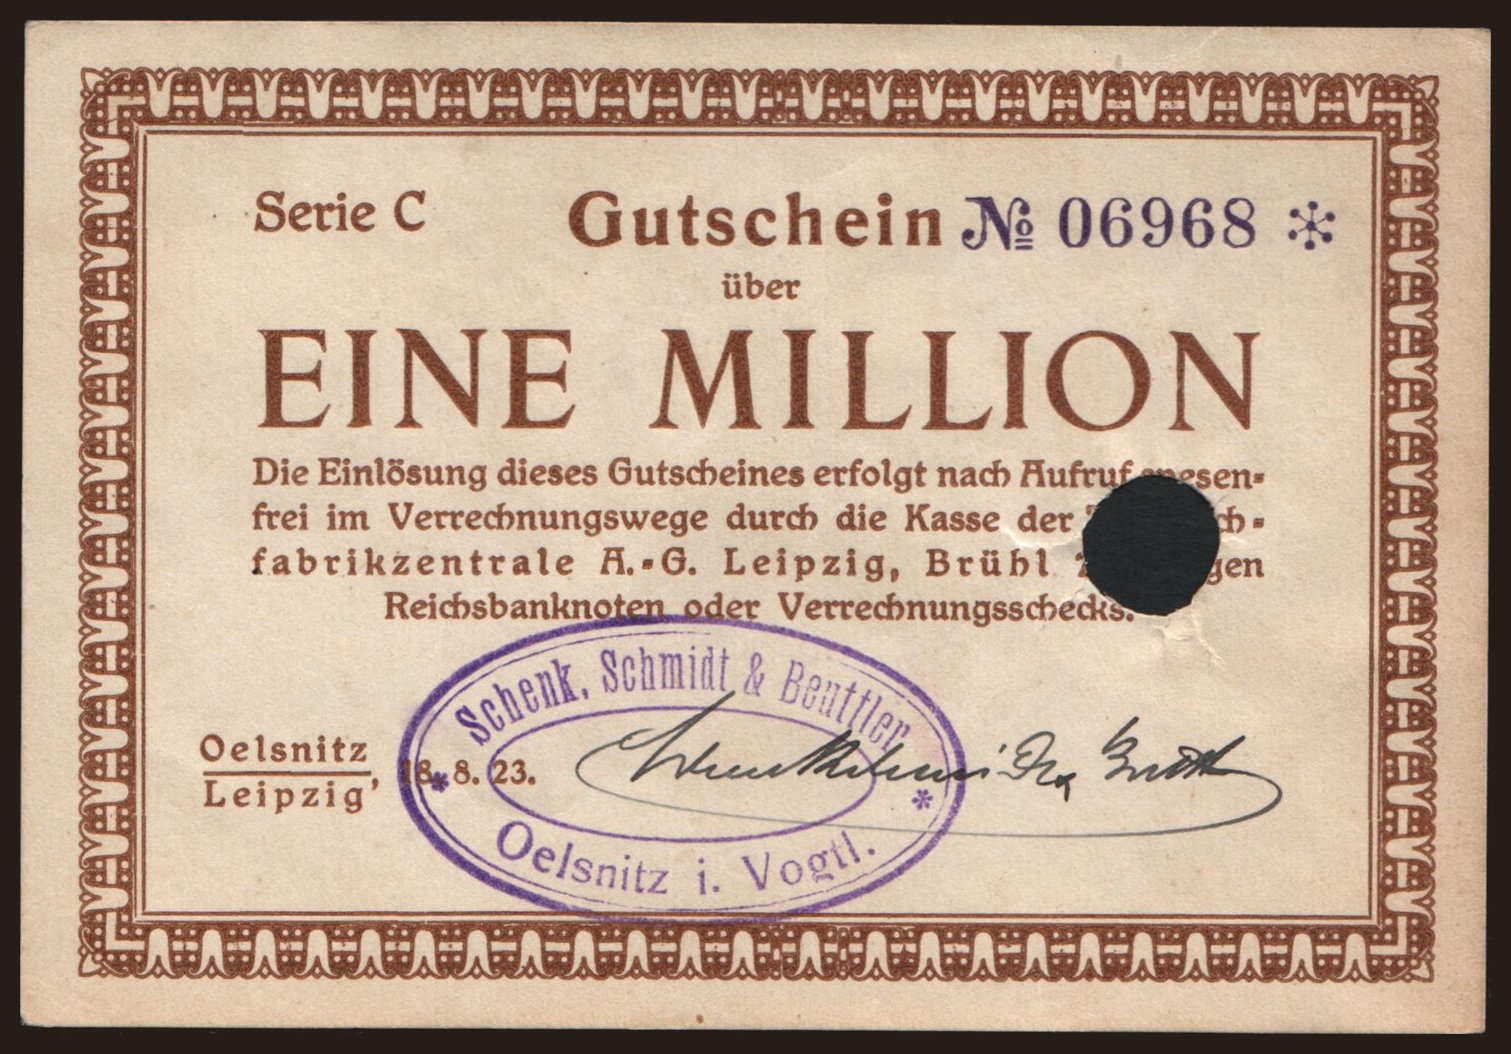 Serie C Gutschein № 06968 *
über
EINE MILLION
Die Einlösung dieses Gutscheines erfolgt nach Aufruf
frei im Verrechnungswege durch die Kasse der
fabrikzentrale A.-G. Leipzig, Brühl
Reichsbanknoten oder Verrechnungsschecks.
Schenk, Schmidt & Beuttler
Oelsnitz
Leipzig, 18. 8. 23.
* Oelsnitz i. Vogtl. *